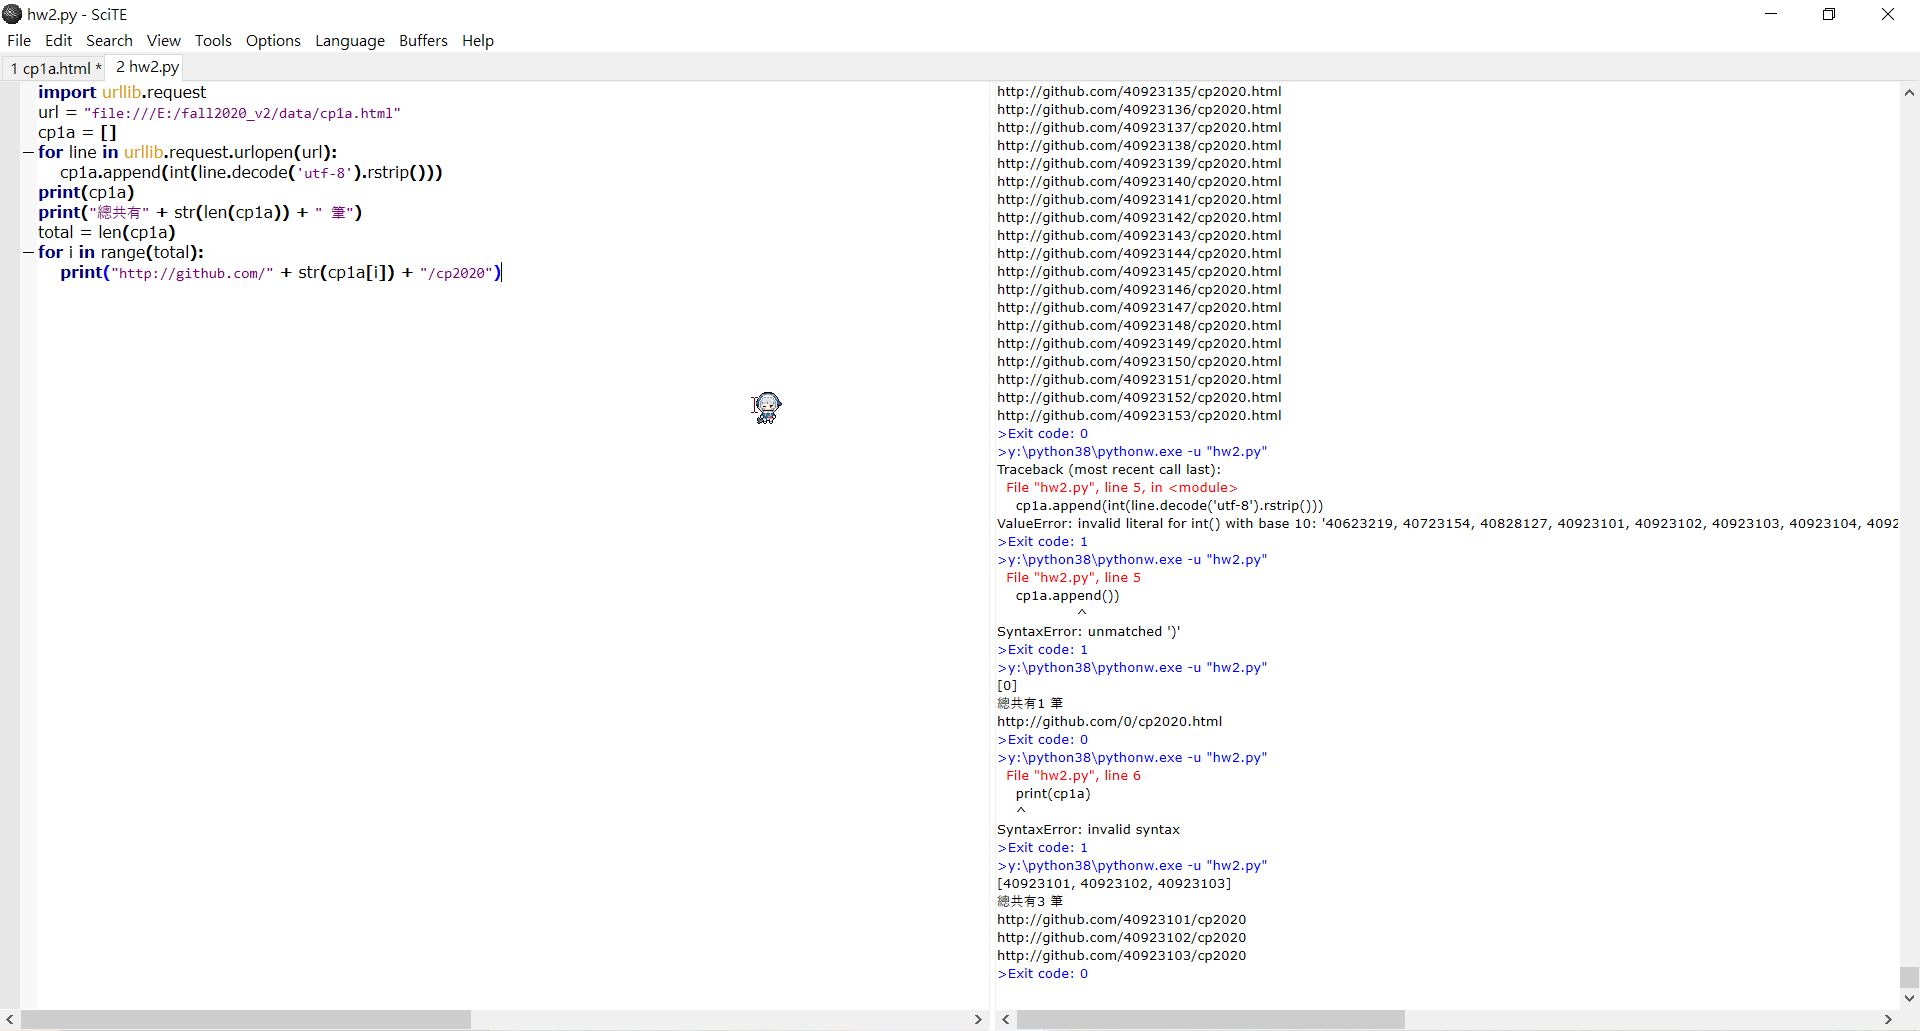 hw2.py - SciTE
File Edit Search View Tools Options Language Buffers Help
1 cp1a.html * 2 hw2.py
import urllib.request
url = "file:///E:/fall2020_v2/data/cp1a.html"
cp1a = []
for line in urllib.request.urlopen(url):
cp1a.append(int(line.decode('utf-8').rstrip()))
print(cp1a)
print("總共有" + str(len(cp1a)) + " 筆")
total = len(cp1a)
for i in range(total):
print("http://github.com/" + str(cp1a[i]) + "/cp2020")
http://github.com/40923135/cp2020.html
http://github.com/40923136/cp2020.html
http://github.com/40923137/cp2020.html
http://github.com/40923138/cp2020.html
http://github.com/40923139/cp2020.html
http://github.com/40923140/cp2020.html
http://github.com/40923141/cp2020.html
http://github.com/40923142/cp2020.html
http://github.com/40923143/cp2020.html
http://github.com/40923144/cp2020.html
http://github.com/40923145/cp2020.html
http://github.com/40923146/cp2020.html
http://github.com/40923147/cp2020.html
http://github.com/40923148/cp2020.html
http://github.com/40923149/cp2020.html
http://github.com/40923150/cp2020.html
http://github.com/40923151/cp2020.html
http://github.com/40923152/cp2020.html
http://github.com/40923153/cp2020.html
>Exit code: 0
>y:\python38\pythonw.exe -u "hw2.py"
Traceback (most recent call last):
File "hw2.py", line 5, in <module>
cp1a.append(int(line.decode('utf-8').rstrip()))
ValueError: invalid literal for int() with base 10: '40623219, 40723154, 40828127, 40923101, 40923102, 40923103, 40923104, 4092
>Exit code: 1
>y:\python38\pythonw.exe -u "hw2.py"
File "hw2.py", line 5
cp1a.append())
^
SyntaxError: unmatched ')'
>Exit code: 1
>y:\python38\pythonw.exe -u "hw2.py"
[0]
總共有1 筆
http://github.com/0/cp2020.html
>Exit code: 0
>y:\python38\pythonw.exe -u "hw2.py"
File "hw2.py", line 6
print(cp1a)
^
SyntaxError: invalid syntax
>Exit code: 1
>y:\python38\pythonw.exe -u "hw2.py"
[40923101, 40923102, 40923103]
總共有3 筆
http://github.com/40923101/cp2020
http://github.com/40923102/cp2020
http://github.com/40923103/cp2020
>Exit code: 0